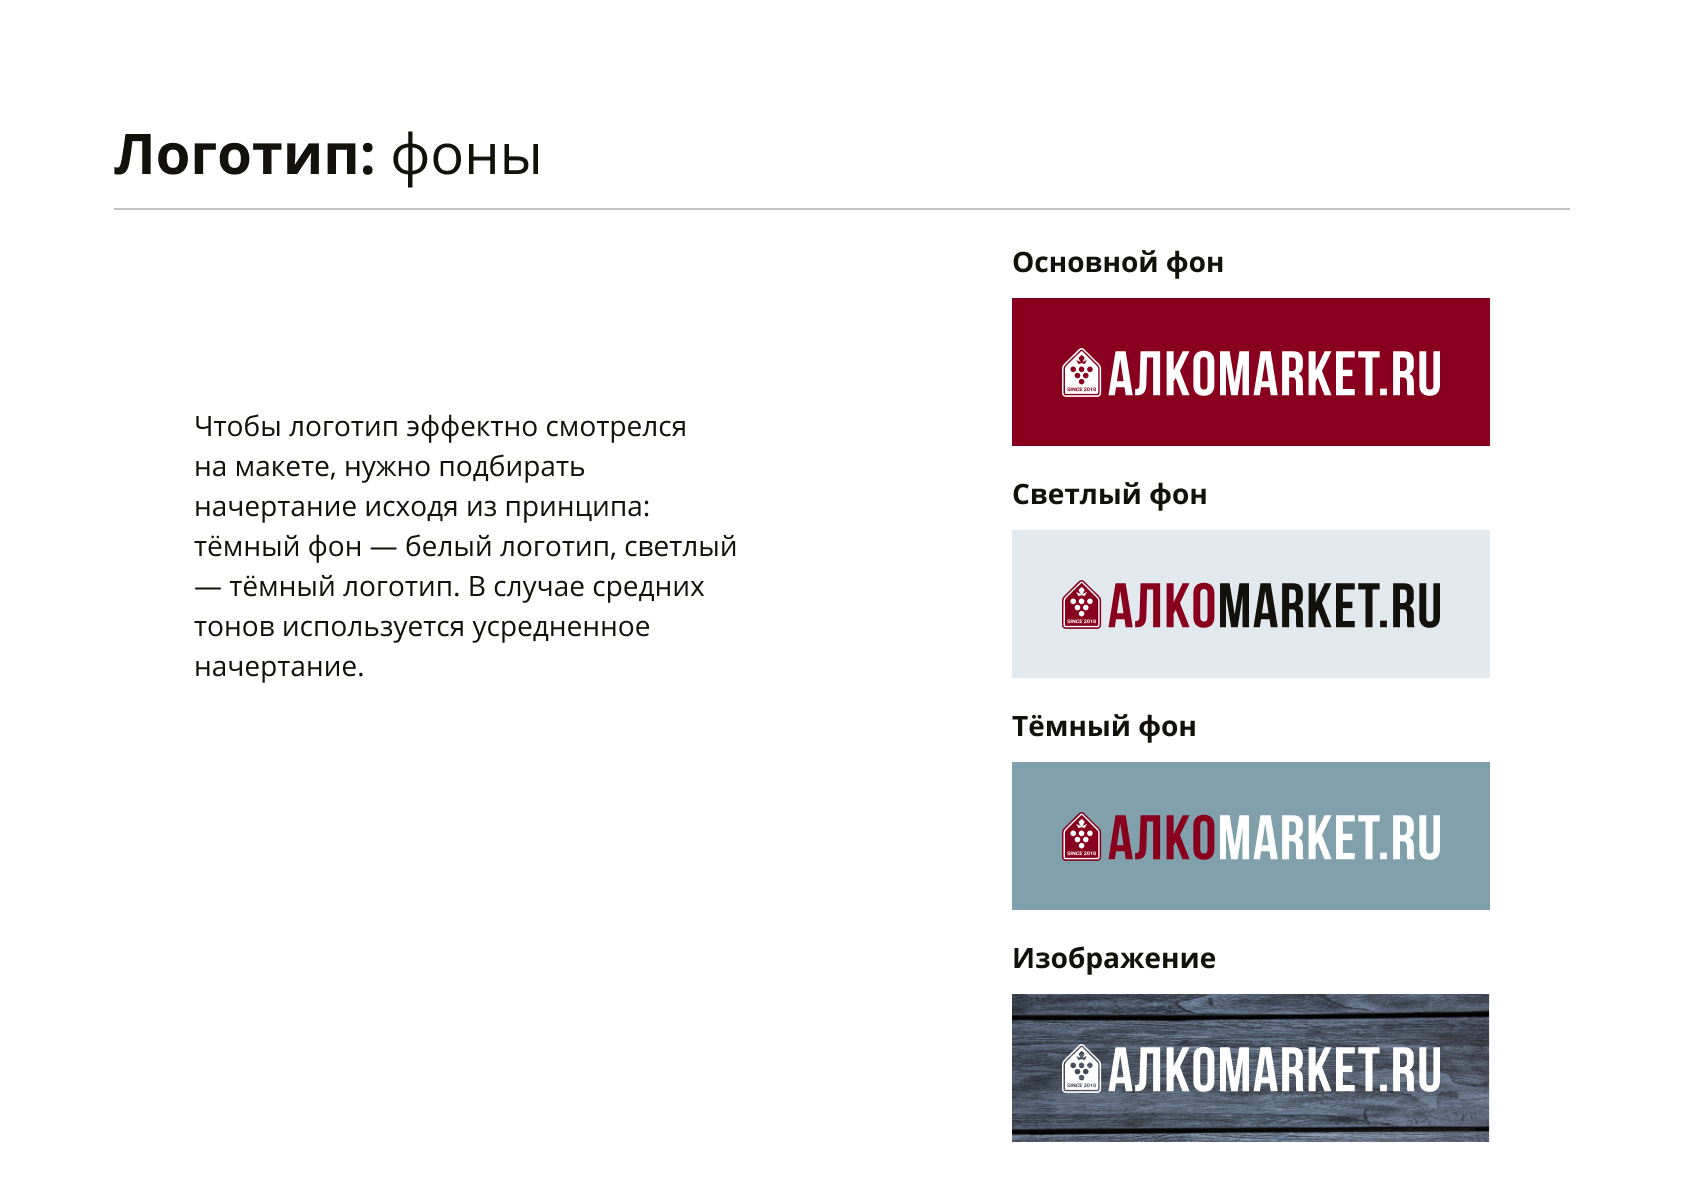 Логотип: фоны
Чтобы логотип эффектно смотрелся
на макете, нужно подбирать
начертание исходя из принципа:
тёмный фон — белый логотип, светлый
— тёмный логотип. В случае средних
тонов используется усредненное
начертание.
Основной фон
SINCE 2018
АЛКОMARKET.RU
Светлый фон
SINCE 2018
АЛКОMARKET.RU
Тёмный фон
SINCE 2018
АЛКОMARKET.RU
Изображение
SINCE 2018
АЛКОMARKET.RU